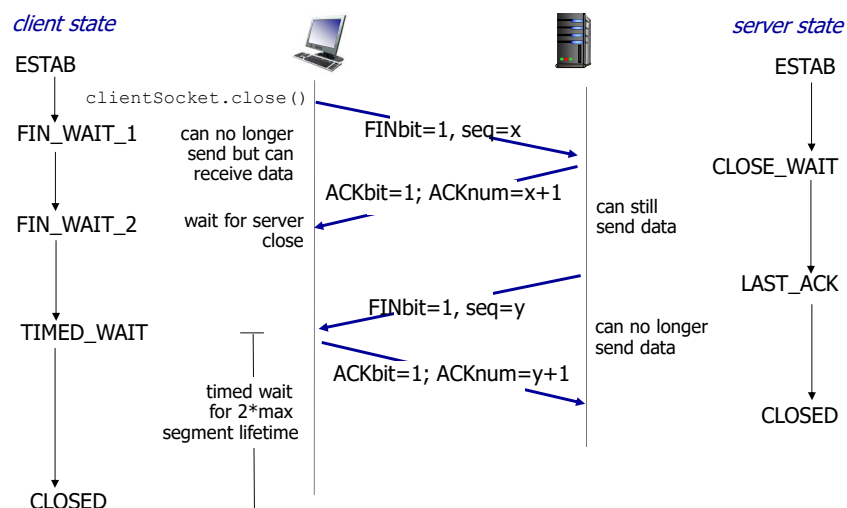 client state
server state
ESTAB
ESTAB
clientSocket.close()
FIN_WAIT_1
can no longer
send but can
receive data
FINbit=1, seq=x
CLOSE_WAIT
ACKbit=1; ACKnum=x+1
FIN_WAIT_2
wait for server
close
can still
send data
LAST_ACK
FINbit=1, seq=y
TIMED_WAIT
can no longer
send data
ACKbit=1; ACKnum=y+1
timed wait
for 2*max
segment lifetime
CLOSED
CLOSED